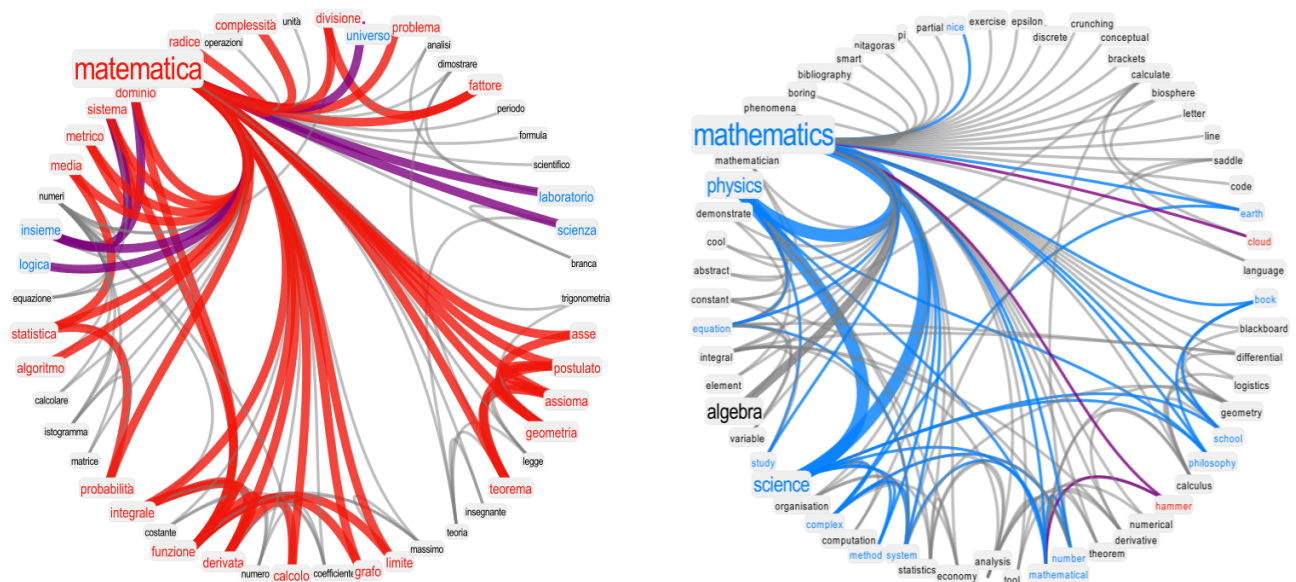 matematica
radice
operazioni
complessità
unità
divisione
universo
problema
analisi
dimostrare
fattore
periodo
formula
scientifico
laboratorio
scienza
branca
trigonometria
asse
postulato
assioma
geometria
legge
teorema
insegnante
teoria
massimo
limite
grafo
coefficiente
calcolo
numero
derivata
funzione
costante
integrale
probabilità
matrice
istogramma
calcolare
algoritmo
statistica
equazione
logica
insieme
numeri
media
metrico
sistema
dominio
mathematics
phenomena
boring
bibliography
smart
pitagoras
pi
partial
nice
exercise
epsilon
discrete
crunching
conceptual
brackets
calculate
biosphere
letter
line
saddle
code
earth
cloud
language
book
blackboard
differential
logistics
geometry
school
philosophy
calculus
hammer
numerical
derivative
theorem
number
mathematical
tool
analysis
economy
statistics
system
method
computation
complex
organisation
science
study
variable
algebra
element
integral
equation
constant
abstract
cool
demonstrate
physics
mathematician